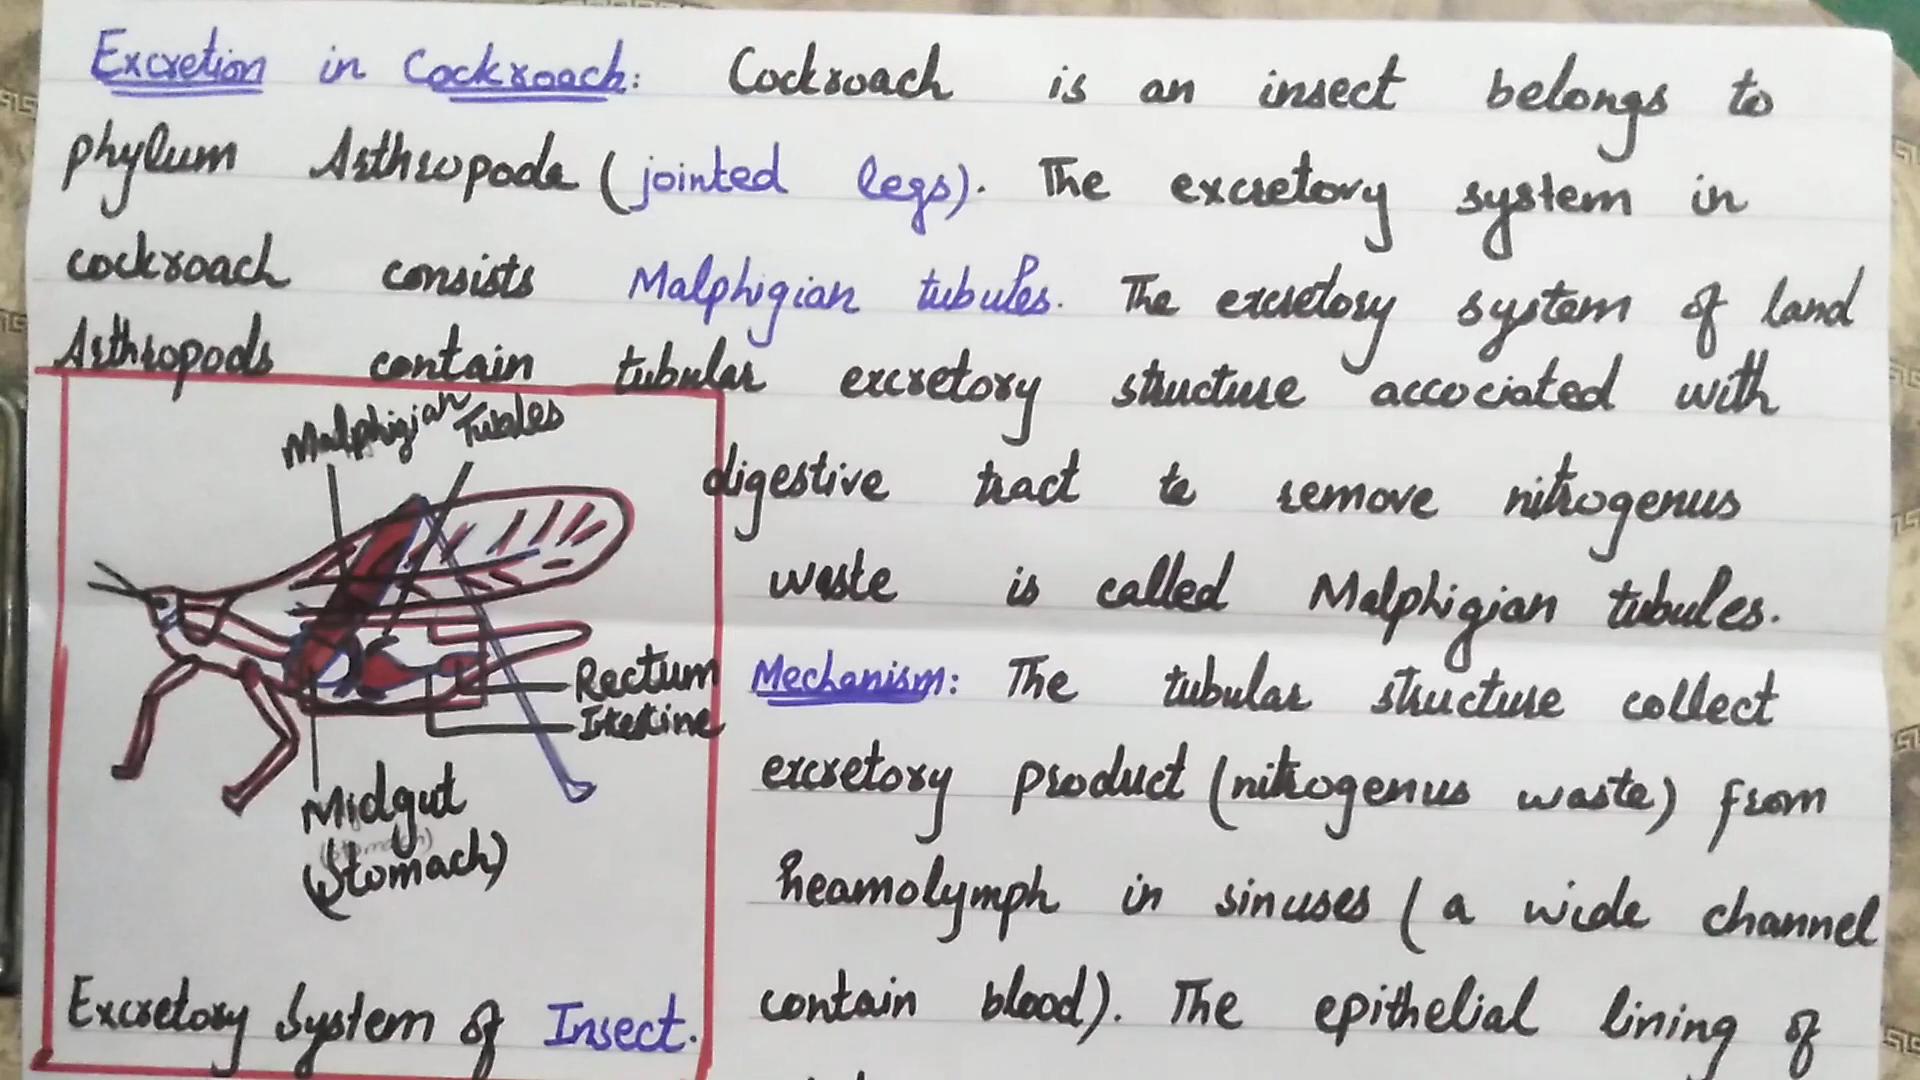 Excretion in Cockroach: Cockroach is an insect belongs to
phylum Arthropoda (jointed legs). The excretory system in
cockroach consists Malphigian tubules. The excretory system of land
Arthropods contain tubular excretory structure accociated with
digestive tract to remove nitrogenus
waste is called Malphigian tubules.
Mechanism: The tubular structure collect
excretory product (nitrogenus waste) from
heamolymph in sinuses (a wide channel
contain blood). The epithelial lining of
Malphigian Tubles
Rectum
Intestine
Midgut
(Stomach)
Excretory System of Insect.